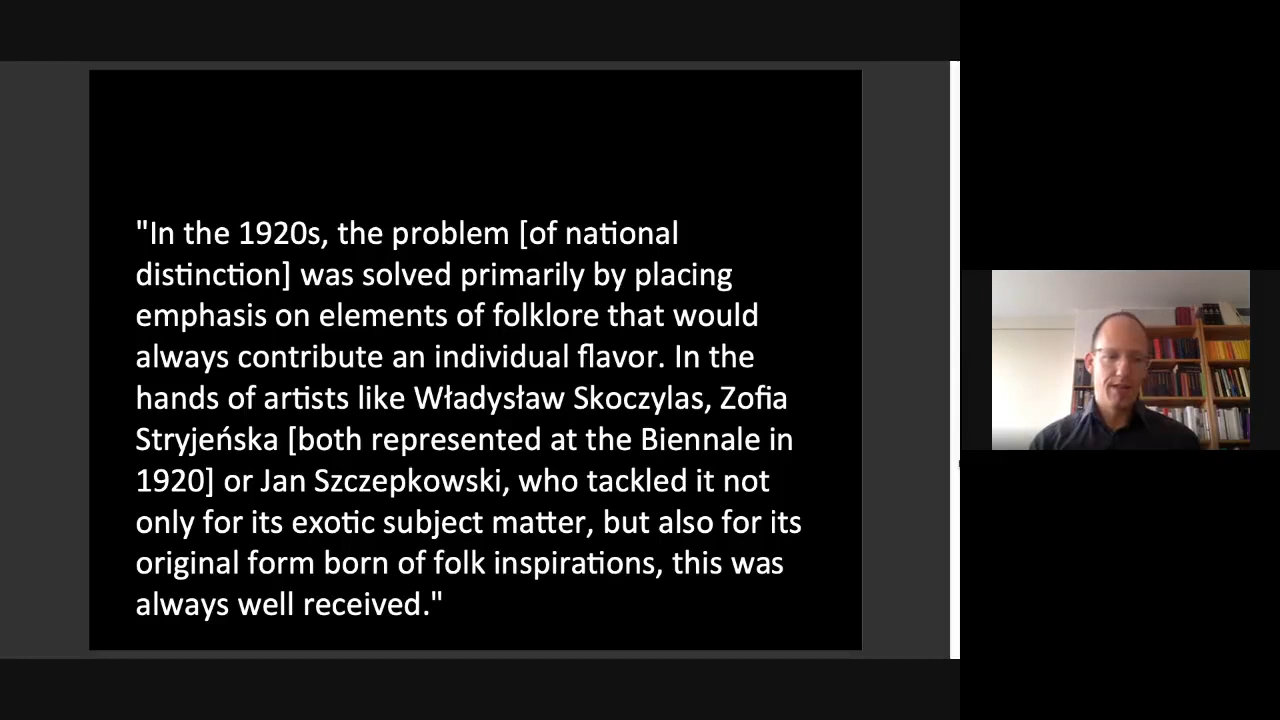 "In the 1920s, the problem [of national
distinction] was solved primarily by placing
emphasis on elements of folklore that would
always contribute an individual flavor. In the
hands of artists like Władysław Skoczylas, Zofia
Stryjeńska [both represented at the Biennale in
1920] or Jan Szczepkowski, who tackled it not
only for its exotic subject matter, but also for its
original form born of folk inspirations, this was
always well received."